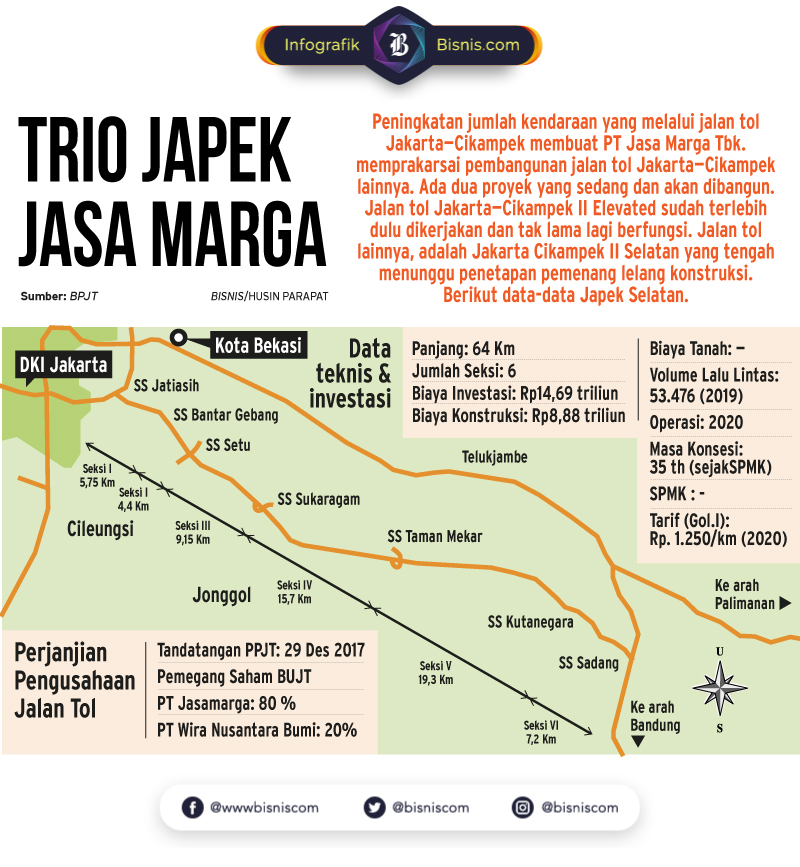 Infografik B Bisnis.com
TRIO JAPEK
JASA MARGA
Sumber: BPJT
BISNIS/HUSIN PARAPAT
Peningkatan jumlah kendaraan yang melalui jalan tol
Jakarta–Cikampek membuat PT Jasa Marga Tbk.
memprakarsai pembangunan jalan tol Jakarta–Cikampek
lainnya. Ada dua proyek yang sedang dan akan dibangun.
Jalan tol Jakarta–Cikampek II Elevated sudah terlebih
dulu dikerjakan dan tak lama lagi berfungsi. Jalan tol
lainnya, adalah Jakarta Cikampek II Selatan yang tengah
menunggu penetapan pemenang lelang konstruksi.
Berikut data-data Japek Selatan.
DKI Jakarta
Kota Bekasi
Data
teknis &
investasi
Panjang: 64 Km
Jumlah Seksi: 6
Biaya Investasi: Rp14,69 triliun
Biaya Konstruksi: Rp8,88 triliun
Biaya Tanah: –
Volume Lalu Lintas:
53.476 (2019)
Operasi: 2020
Masa Konsesi:
35 th (sejakSPMK)
SPMK : -
Tarif (Gol.I):
Rp. 1.250/km (2020)
SS Jatiasih
SS Bantar Gebang
SS Setu
Telukjambe
Seksi I
5,75 Km
Seksi I
4,4 Km
SS Sukaragam
Cileungsi
Seksi III
9,15 Km
SS Taman Mekar
Jonggol
Seksi IV
15,7 Km
Ke arah
Palimanan
SS Kutanegara
SS Sadang
Seksi V
19,3 Km
Seksi VI
7,2 Km
Ke arah
Bandung
U
S
Perjanjian
Pengusahaan
Jalan Tol
Tandatangan PPJT: 29 Des 2017
Pemegang Saham BUJT
PT Jasamarga: 80 %
PT Wira Nusantara Bumi: 20%
@wwwbisniscom
@bisniscom
@bisniscom